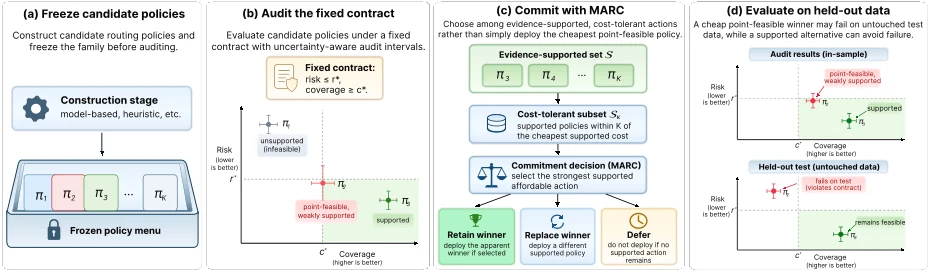 (a) Freeze candidate policies
Construct candidate routing policies and
freeze the family before auditing.
Construction stage
model-based, heuristic, etc.
π1 π2 π3 ··· πK
Frozen policy menu
(b) Audit the fixed contract
Evaluate candidate policies under a fixed
contract with uncertainty-aware audit intervals.
Fixed contract:
risk ≤ r*,
coverage ≥ c*.
unsupported
(infeasible)
Risk
(lower
is better)
r*
π2
point-feasible,
weakly supported
π3
supported
c*
Coverage
(higher is better)
(c) Commit with MARC
Choose among evidence-supported, cost-tolerant actions
rather than simply deploy the cheapest point-feasible policy.
Evidence-supported set S
π3 π4 ··· πK
Cost-tolerant subset Sκ
supported policies within K of
the cheapest supported cost
Commitment decision (MARC)
select the strongest supported
affordable action
Retain winner
deploy the apparent
winner if selected
Replace winner
deploy a different
supported policy
Defer
do not deploy if no
supported action
remains
(d) Evaluate on held-out data
A cheap point-feasible winner may fail on untouched test
data, while a supported alternative can avoid failure.
Audit results (in-sample)
Risk
(lower
is better)
point-feasible,
weakly supported
supported
Coverage
(higher is better)
Held-out test (untouched data)
Risk
(lower
is better)
fails on test
(violates contract)
remains feasible
Coverage
(higher is better)